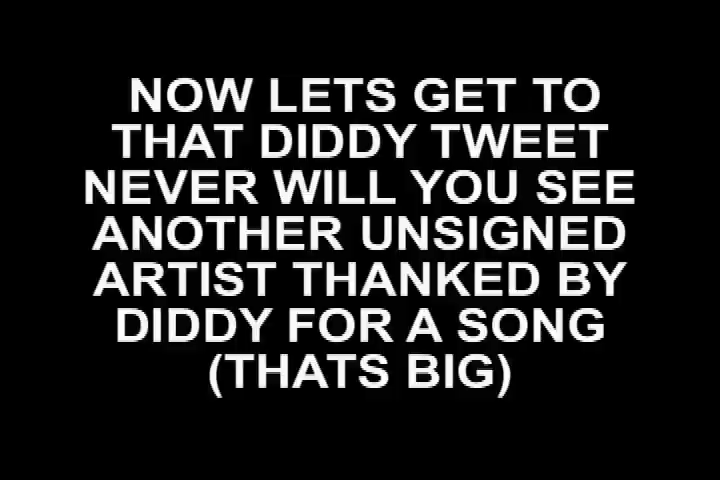 NOW LETS GET TO
THAT DIDDY TWEET
NEVER WILL YOU SEE
ANOTHER UNSIGNED
ARTIST THANKED BY
DIDDY FOR A SONG
(THATS BIG)